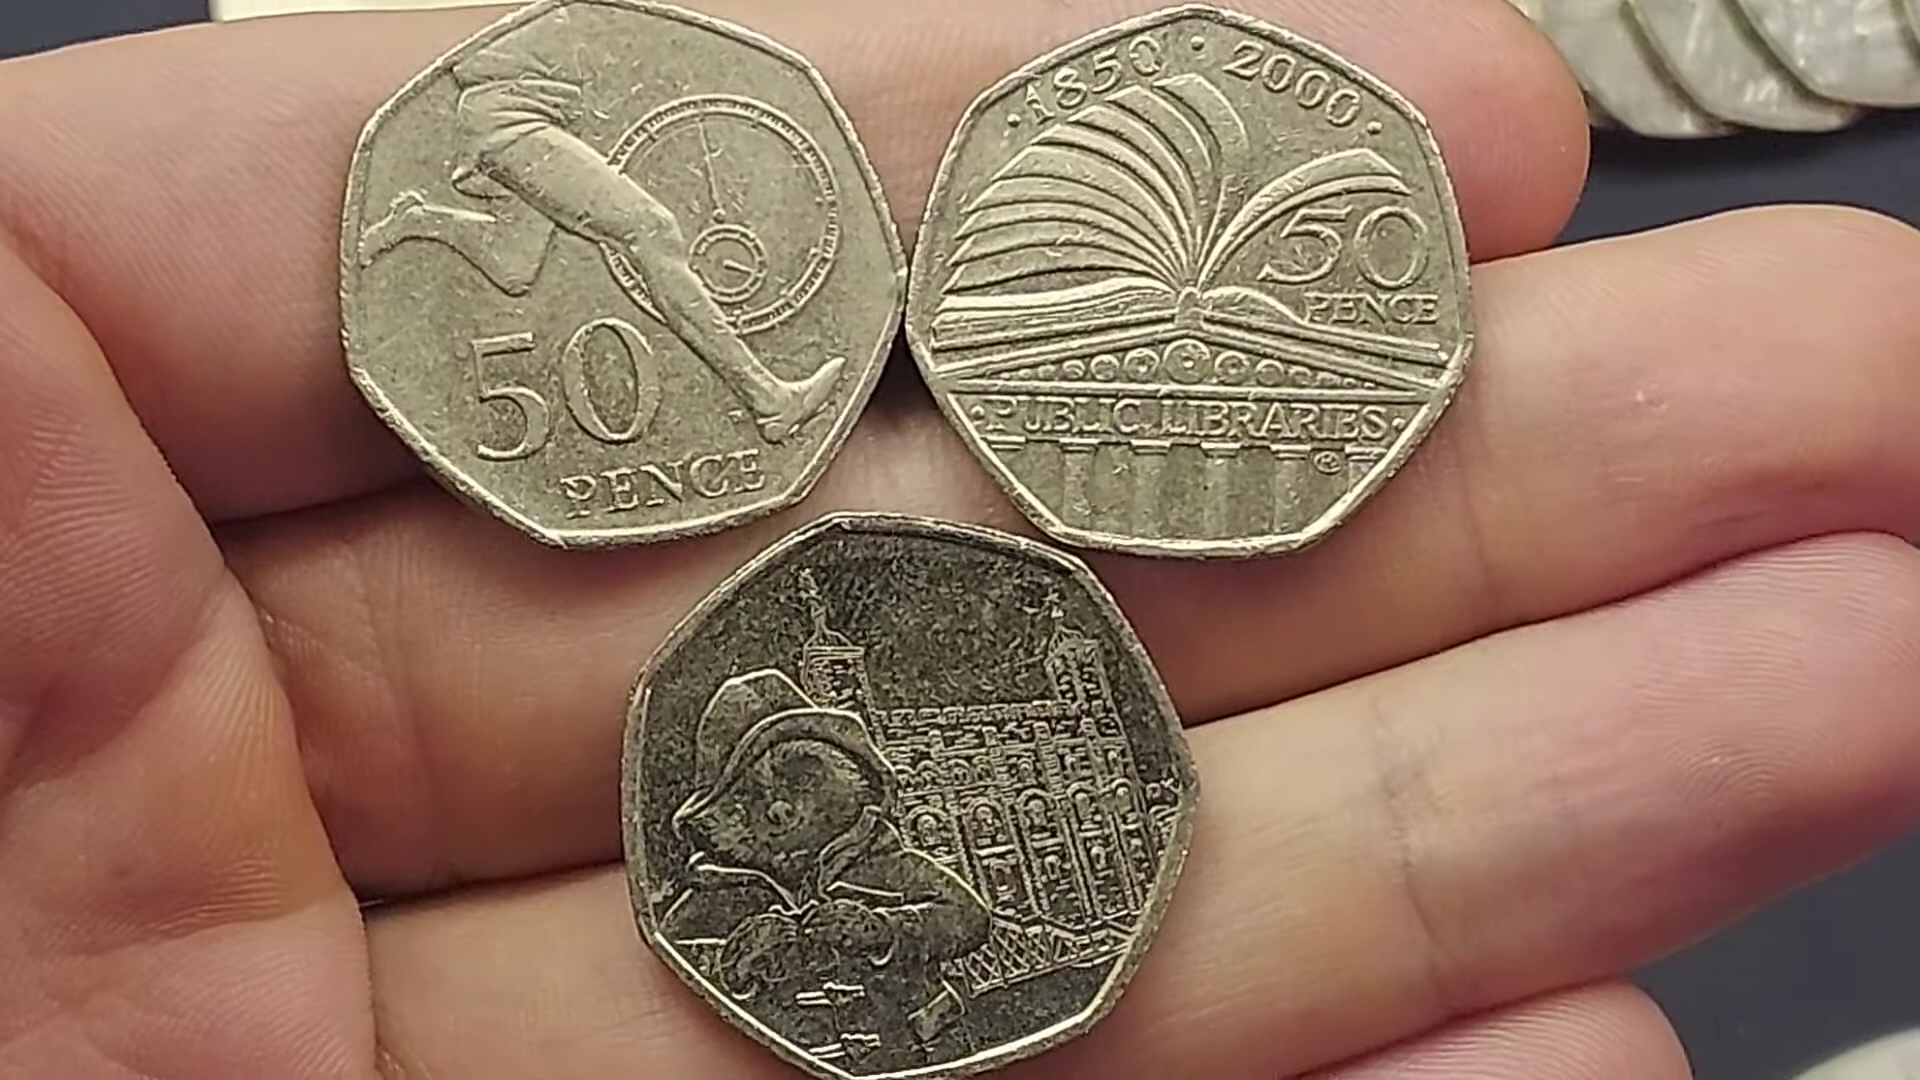 50
PENCE
· 1850 · 2000 ·
50
PENCE
· PUBLIC LIBRARIES ·